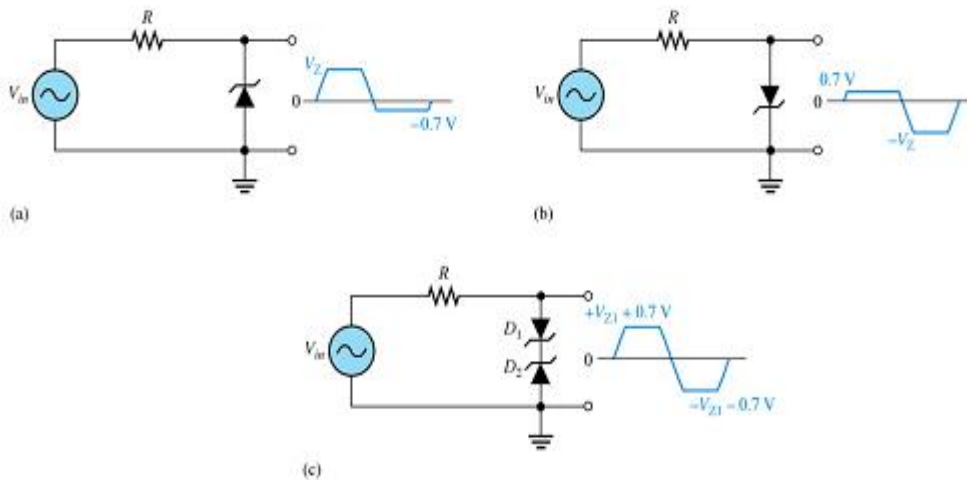 R
V_in
V_Z
0
−0.7 V
(a)
R
V_in
0.7 V
0
−V_Z
(b)
R
V_in
D_1
D_2
+V_Z1 + 0.7 V
0
−V_Z1 − 0.7 V
(c)